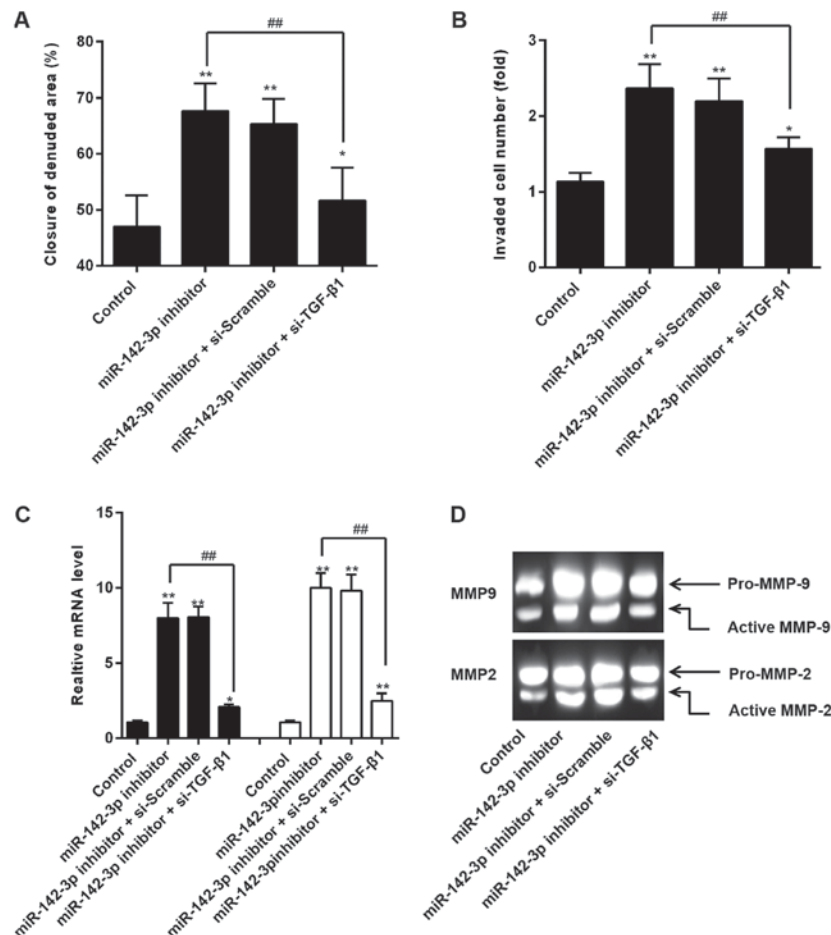 A
Closure of denuded area (%)
80
70
60
50
40
##
**
**
*
Control
miR-142-3p inhibitor
miR-142-3p inhibitor + si-Scramble
miR-142-3p inhibitor + si-TGF-β1
B
Invaded cell number (fold)
3
2
1
0
##
**
**
*
Control
miR-142-3p inhibitor
miR-142-3p inhibitor + si-Scramble
miR-142-3p inhibitor + si-TGF-β1
C
Realtive mRNA level
15
10
5
0
##
**
**
*
##
**
**
**
Control
miR-142-3p inhibitor
miR-142-3p inhibitor + si-Scramble
miR-142-3p inhibitor + si-TGF-β1
Control
miR-142-3pinhibitor
miR-142-3p inhibitor + si-Scramble
miR-142-3pinhibitor + si-TGF-β1
D
MMP9
Pro-MMP-9
Active MMP-9
MMP2
Pro-MMP-2
Active MMP-2
Control
miR-142-3p inhibitor
miR-142-3p inhibitor + si-Scramble
miR-142-3p inhibitor + si-TGF-β1